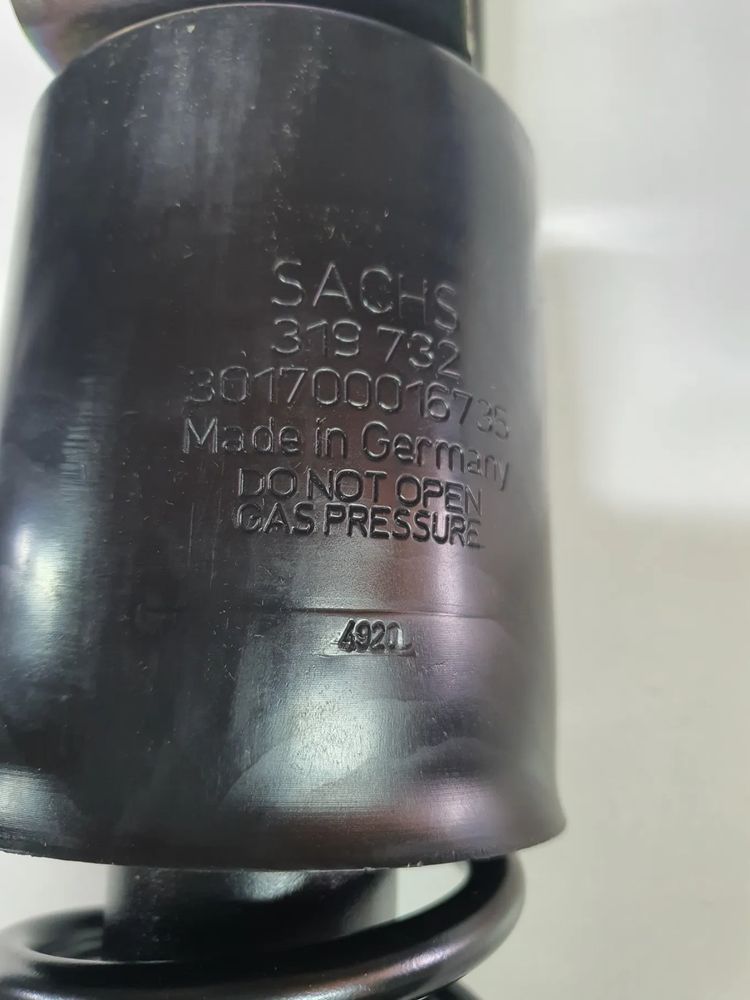 SACHS
319 732
301700016735
Made in Germany
DO NOT OPEN
GAS PRESSURE
4920